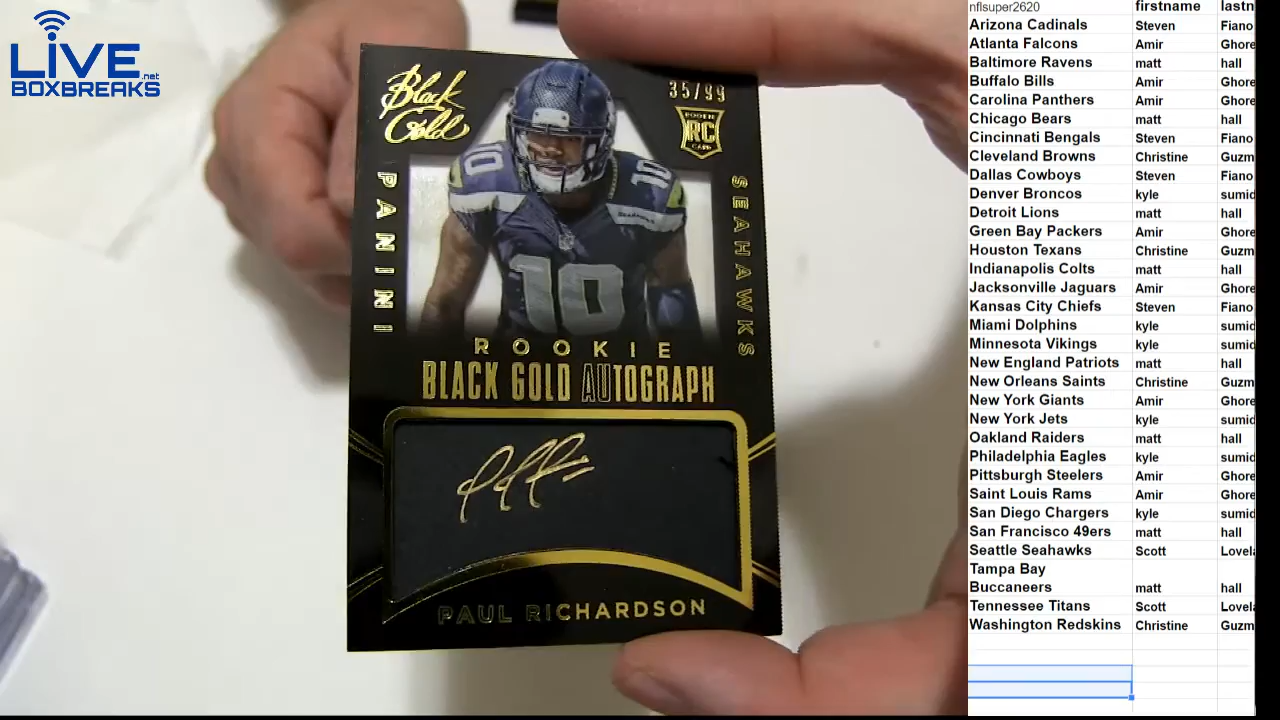 LIVE.net
BOXBREAKS
Black
Gold
35/99
ROOKIE
RC
CARD
PANINI
SEAHAWKS
10
10
SEAHAWKS
10
ROOKIE
BLACK GOLD AUTOGRAPH
PAUL RICHARDSON
nflsuper2620 firstname lastn
Arizona Cadinals Steven Fiano
Atlanta Falcons Amir Ghore
Baltimore Ravens matt hall
Buffalo Bills Amir Ghore
Carolina Panthers Amir Ghore
Chicago Bears matt hall
Cincinnati Bengals Steven Fiano
Cleveland Browns Christine Guzm
Dallas Cowboys Steven Fiano
Denver Broncos kyle sumid
Detroit Lions matt hall
Green Bay Packers Amir Ghore
Houston Texans Christine Guzm
Indianapolis Colts matt hall
Jacksonville Jaguars Amir Ghore
Kansas City Chiefs Steven Fiano
Miami Dolphins kyle sumid
Minnesota Vikings kyle sumid
New England Patriots matt hall
New Orleans Saints Christine Guzm
New York Giants Amir Ghore
New York Jets kyle sumid
Oakland Raiders matt hall
Philadelphia Eagles kyle sumid
Pittsburgh Steelers Amir Ghore
Saint Louis Rams Amir Ghore
San Diego Chargers kyle sumid
San Francisco 49ers matt hall
Seattle Seahawks Scott Lovela
Tampa Bay
Buccaneers matt hall
Tennessee Titans Scott Lovela
Washington Redskins Christine Guzm